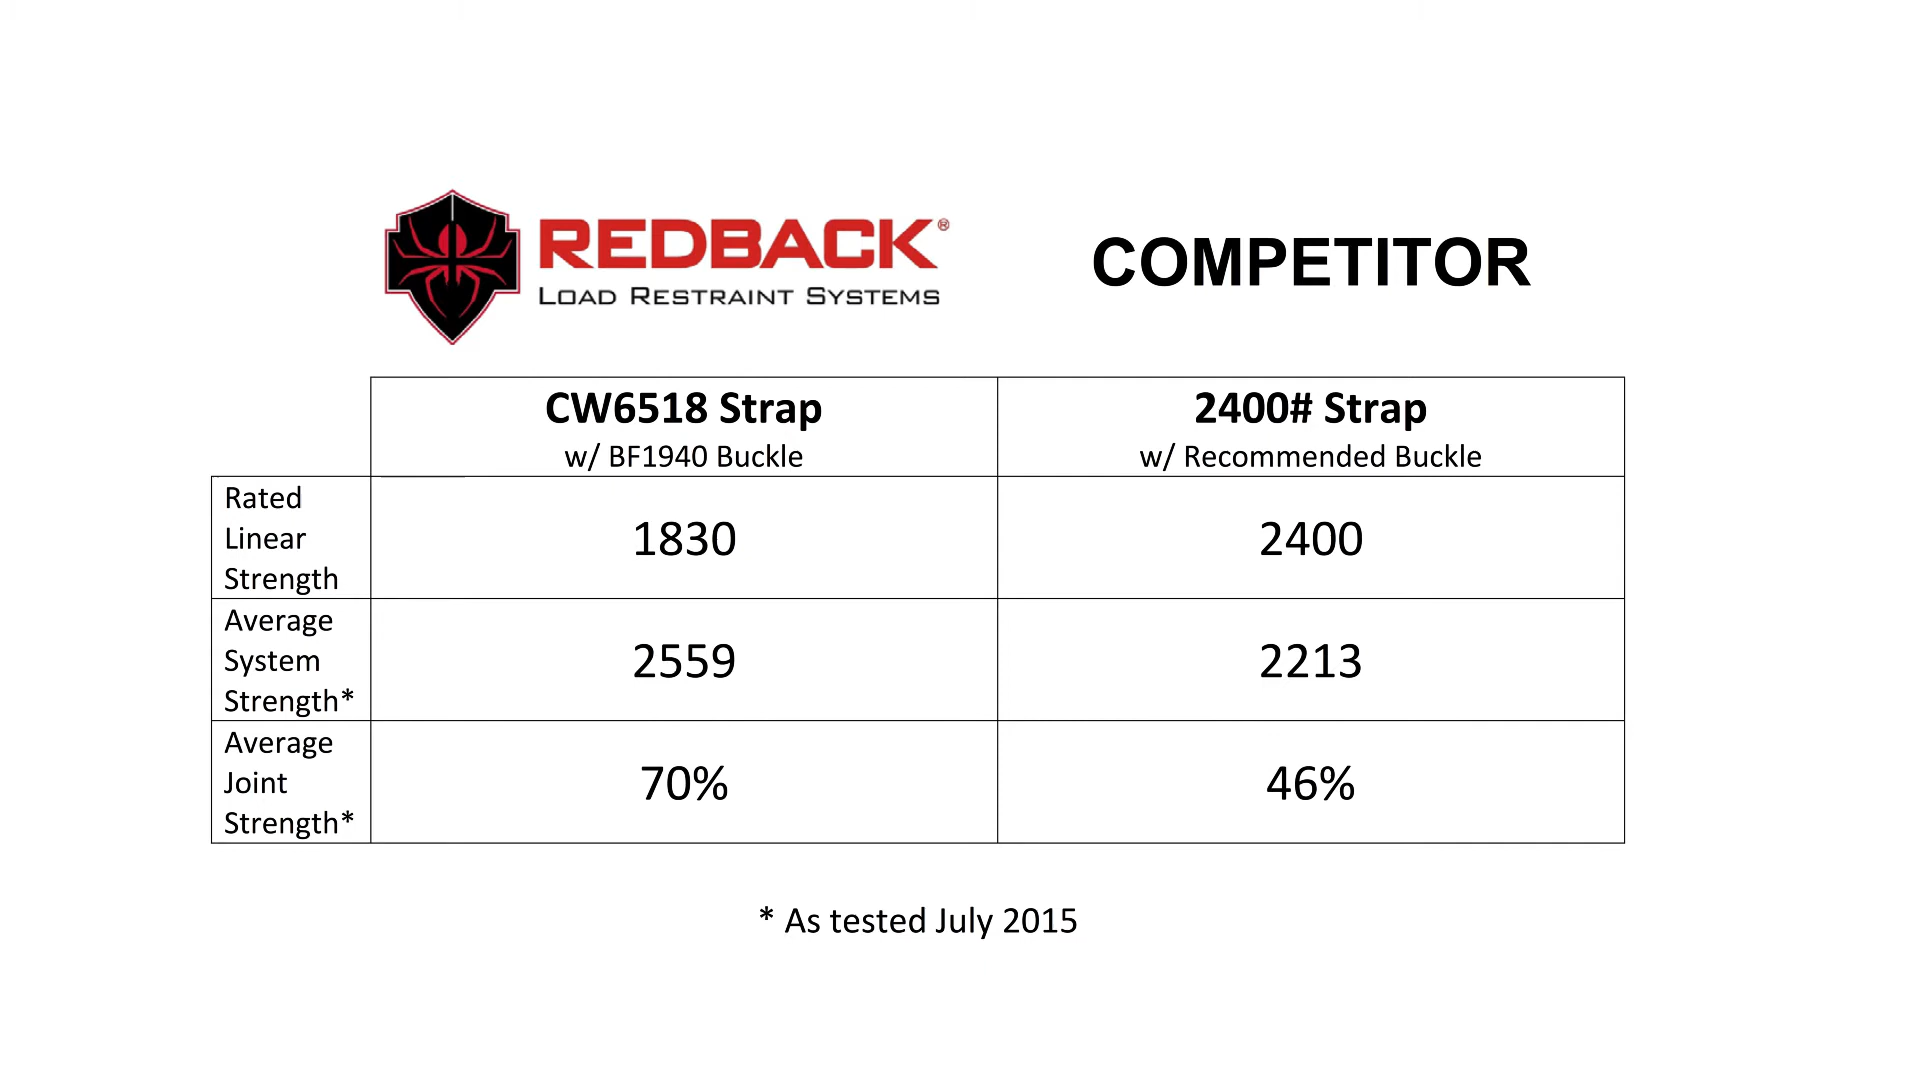 REDBACK®
LOAD RESTRAINT SYSTEMS
COMPETITOR
CW6518 Strap
w/ BF1940 Buckle
2400# Strap
w/ Recommended Buckle
Rated
Linear
Strength
1830
2400
Average
System
Strength*
2559
2213
Average
Joint
Strength*
70%
46%
* As tested July 2015